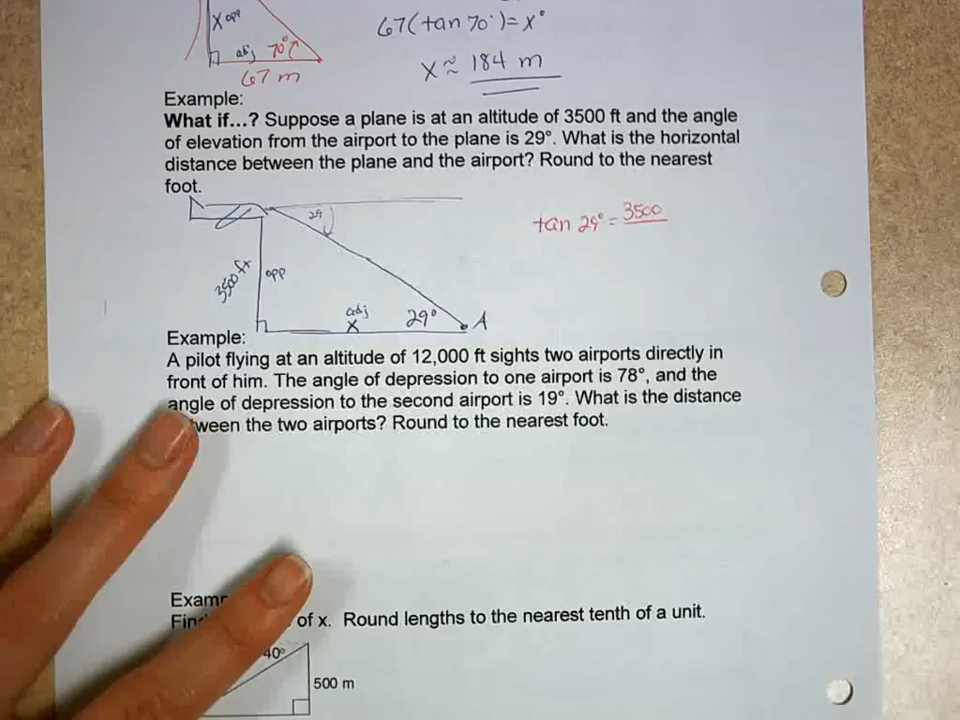 x opp
67(tan 70°) = x
adj 70°
67 m
x ≈ 184 m
Example:
What if…? Suppose a plane is at an altitude of 3500 ft and the angle
of elevation from the airport to the plane is 29°. What is the horizontal
distance between the plane and the airport? Round to the nearest
foot.
29
tan 29° = 3500
3500 ft
opp
adj
x
29°
A
Example:
A pilot flying at an altitude of 12,000 ft sights two airports directly in
front of him. The angle of depression to one airport is 78°, and the
angle of depression to the second airport is 19°. What is the distance
ween the two airports? Round to the nearest foot.
Exam
Fin of x. Round lengths to the nearest tenth of a unit.
40°
500 m